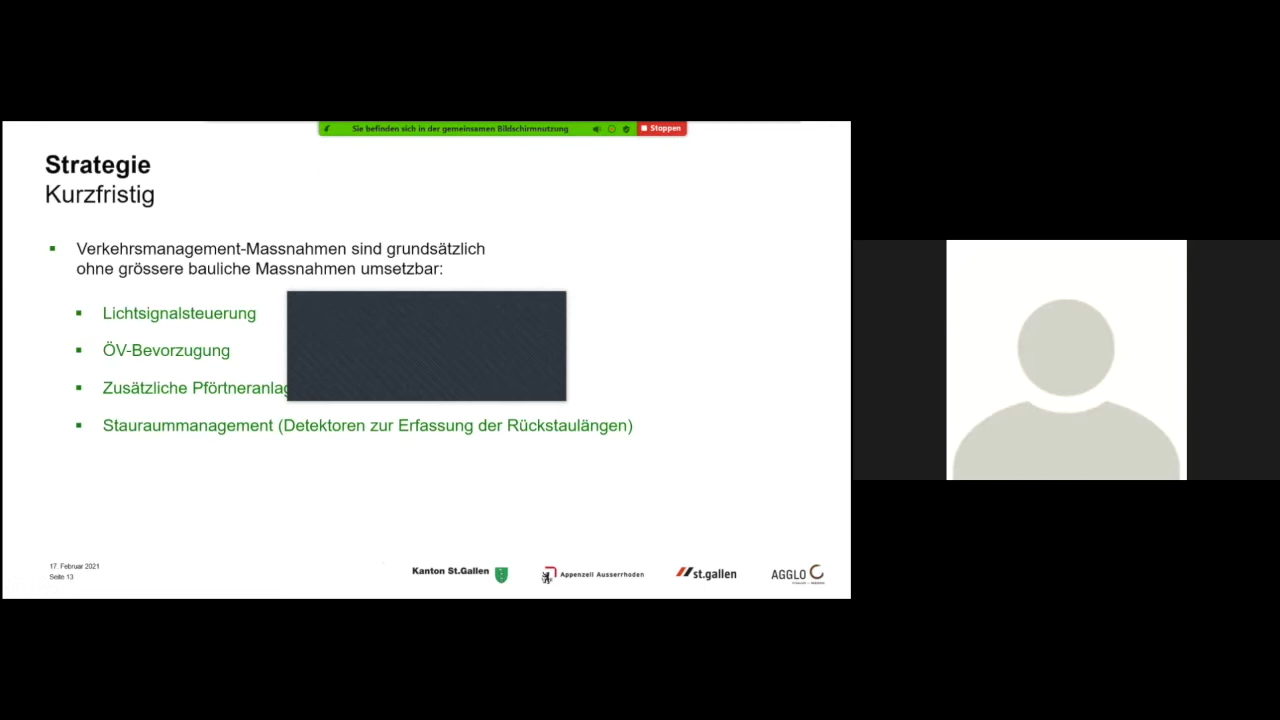 Sie befinden sich in der gemeinsamen Bildschirmnutzung
Stoppen
Strategie
Kurzfristig
Verkehrsmanagement-Massnahmen sind grundsätzlich
ohne grössere bauliche Massnahmen umsetzbar:
Lichtsignalsteuerung
ÖV-Bevorzugung
Zusätzliche
Stauraummanagement (Detektoren zur Erfassung der Rückstaulängen)
17. Februar 2021
Seite 13
Kanton St.Gallen
Appenzell Ausserrhoden
st.gallen
AGGLO